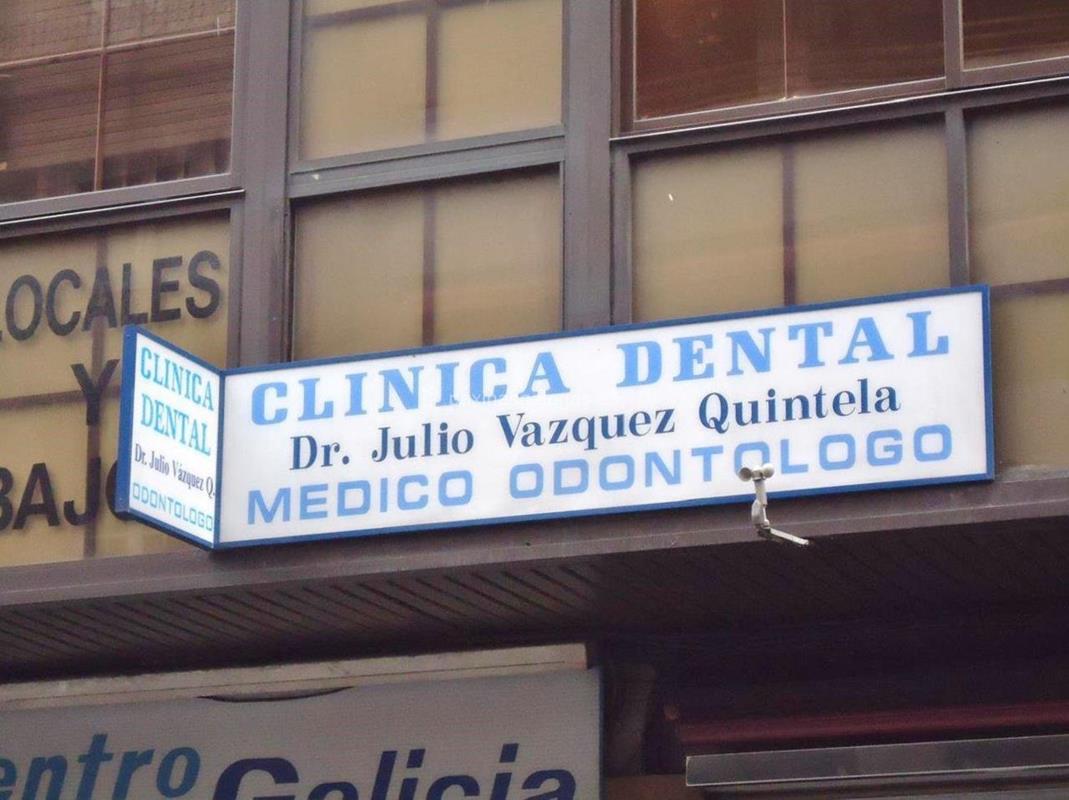 LOCALES
Y
BAJO
CLINICA
DENTAL
Dr. Julio Vázquez Q.
ODONTOLOGO
CLINICA DENTAL
Dr. Julio Vazquez Quintela
MEDICO ODONTOLOGO
entro
Galicia